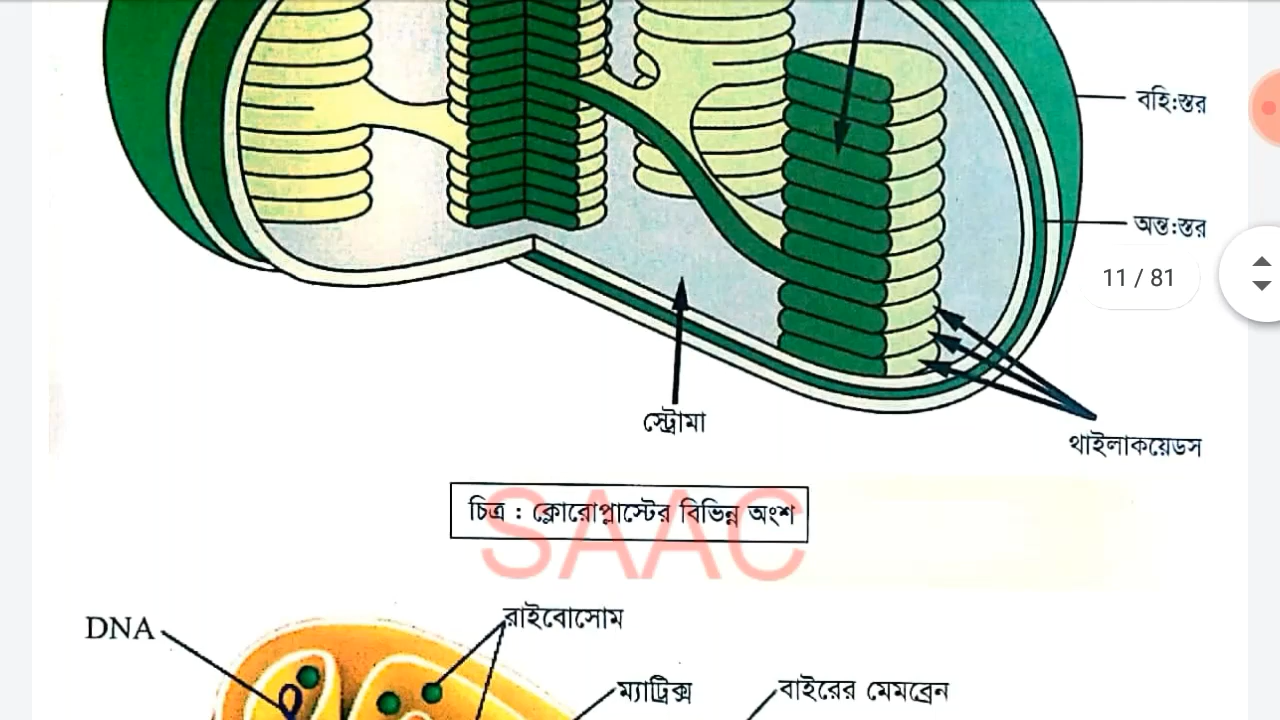 বহি:স্তর
অন্ত:স্তর
11 / 81
স্ট্রোমা
থাইলাকয়েডস
চিত্র : ক্লোরোপ্লাস্টের বিভিন্ন অংশ
SAAC
DNA
রাইবোসোম
ম্যাট্রিক্স
বাইরের মেমব্রেন